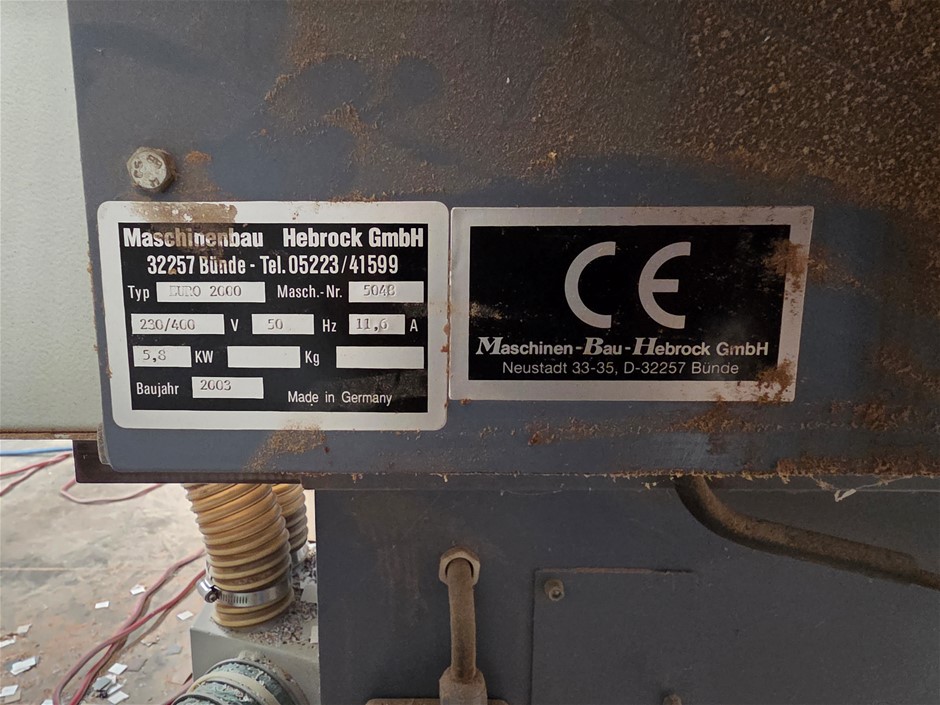 Maschinenbau Hebrock GmbH
32257 Bünde - Tel. 05223/41599
Typ EURO 2000 Masch.-Nr. 5048
230/400 V 50 Hz 11,6 A
5,8 KW Kg
Baujahr 2003 Made in Germany
CE
Maschinen-Bau-Hebrock GmbH
Neustadt 33-35, D-32257 Bünde